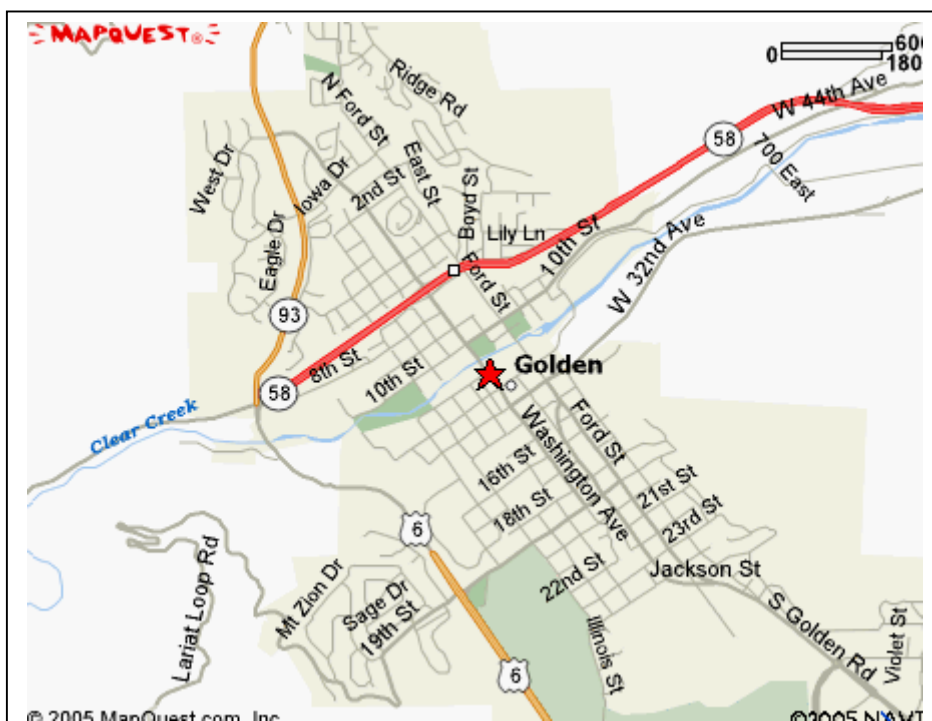 MAPQUEST®
0
600
180
W 44th Ave
Ridge Rd
N Ford St
58
700 East
West Dr
Iowa Dr
2nd St
East St
Boyd St
Lily Ln
10th St
W 32nd Ave
Eagle Dr
Ford St
93
8th St
10th St
Golden
58
Clear Creek
Washington Ave
Ford St
16th St
21st St
18th St
23rd St
6
22nd St
Jackson St
Lariat Loop Rd
Mt Zion Dr
Sage Dr
19th St
S Golden Rd
Illinois St
Violet St
6
© 2005 MapQuest.com, Inc
©2005 NAVT